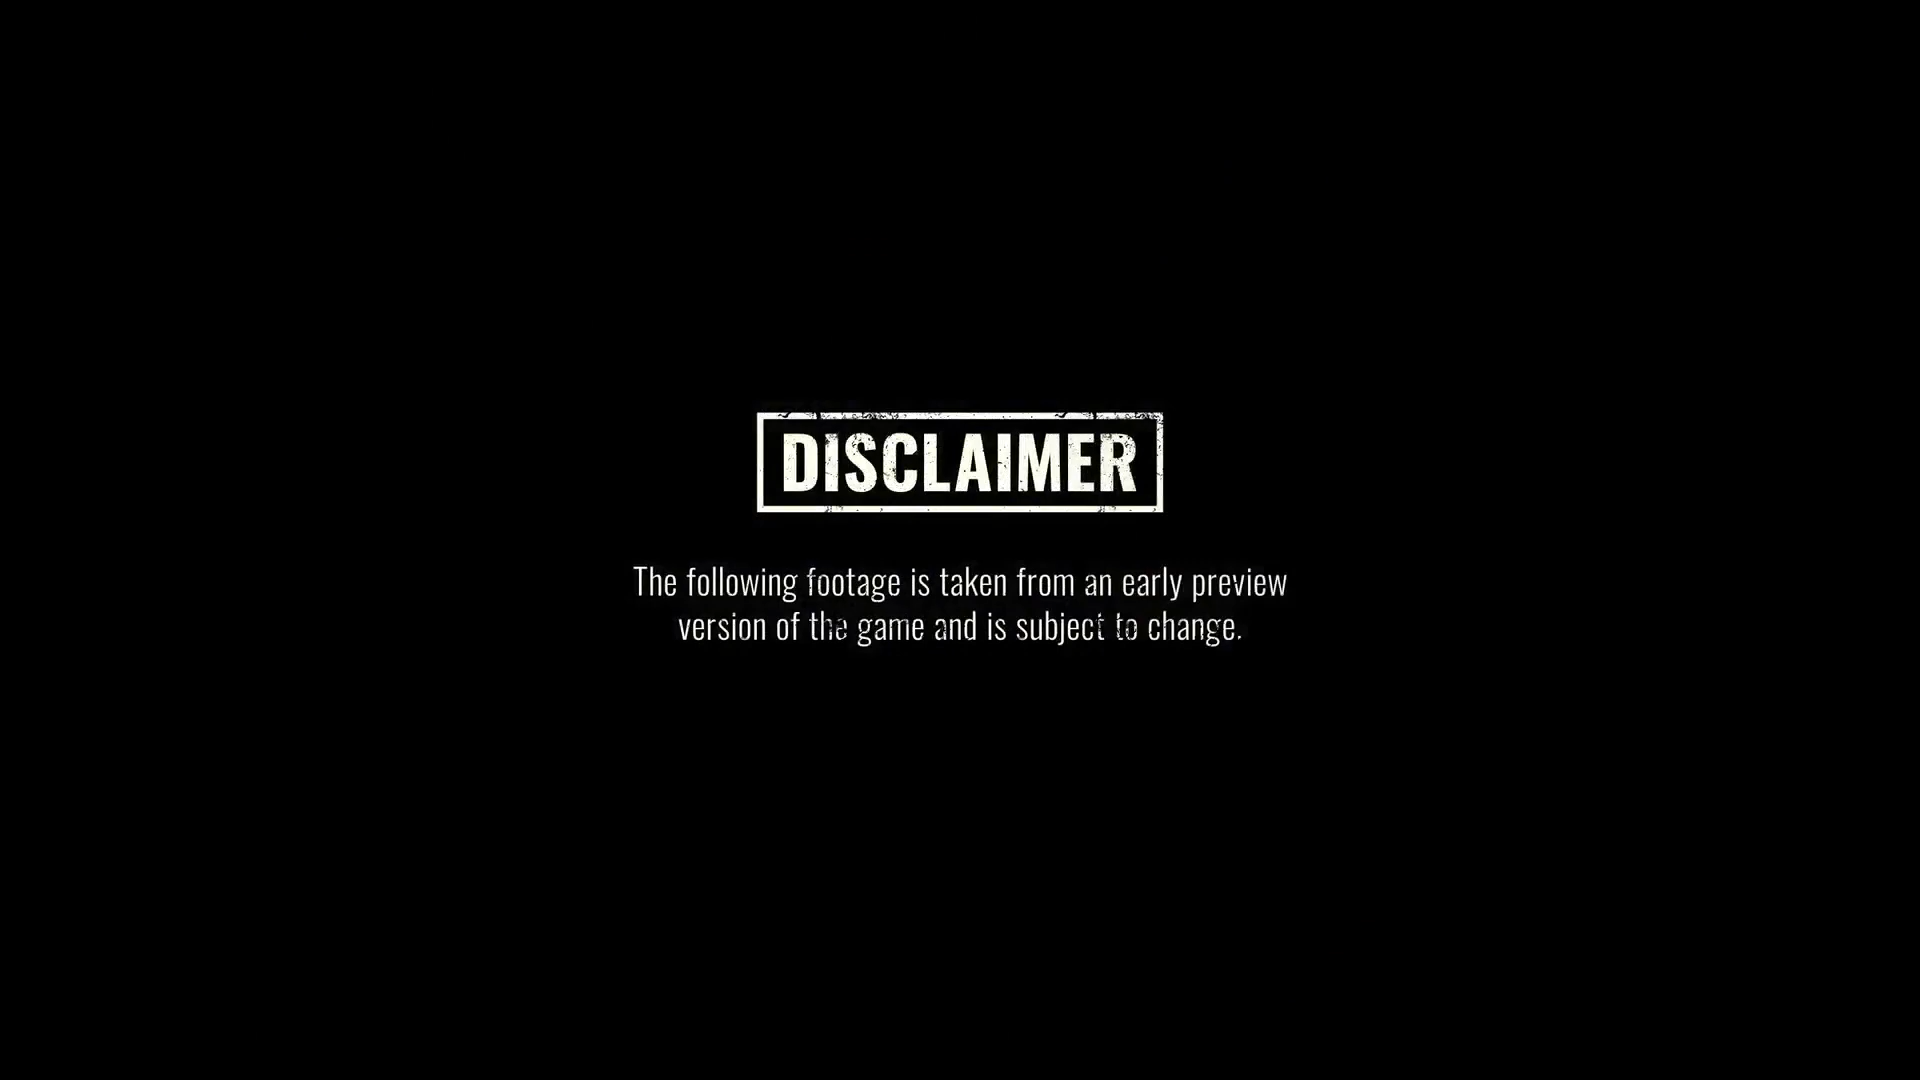 DISCLAIMER
The following footage is taken from an early preview
version of the game and is subject to change.